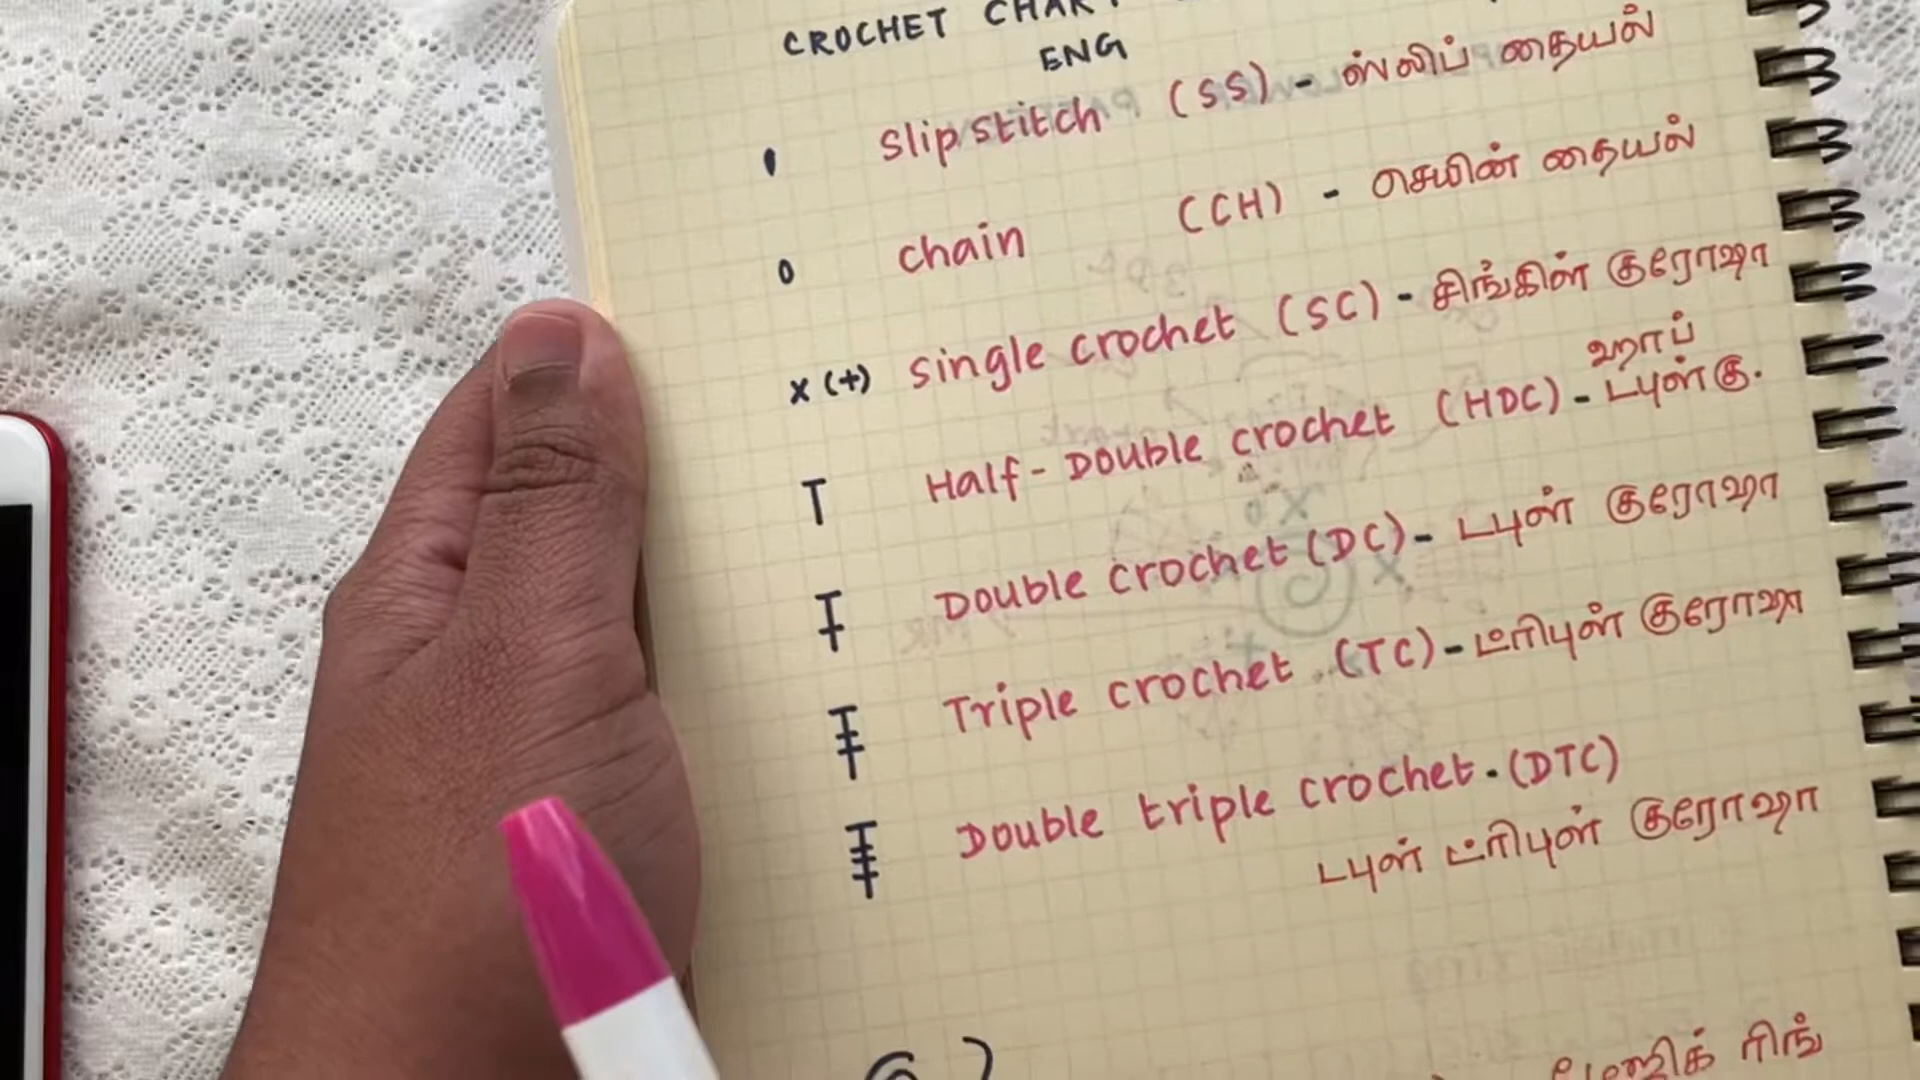 CROCHET CHART
ENG
slip stitch (SS) - ஸ்லிப் தையல்
chain (CH) - செயின் தையல்
x (+) single crochet (SC) - சிங்கிள் குரோஷா
ஹாப்
T Half-Double crochet (HDC) - டபுள் கு.
Double crochet (DC) - டபுள் குரோஷா
Triple crochet (TC) - ட்ரிபுள் குரோஷா
Double triple crochet. (DTC)
டபுள் ட்ரிபுள் குரோஷா
மேஜிக் ரிங்